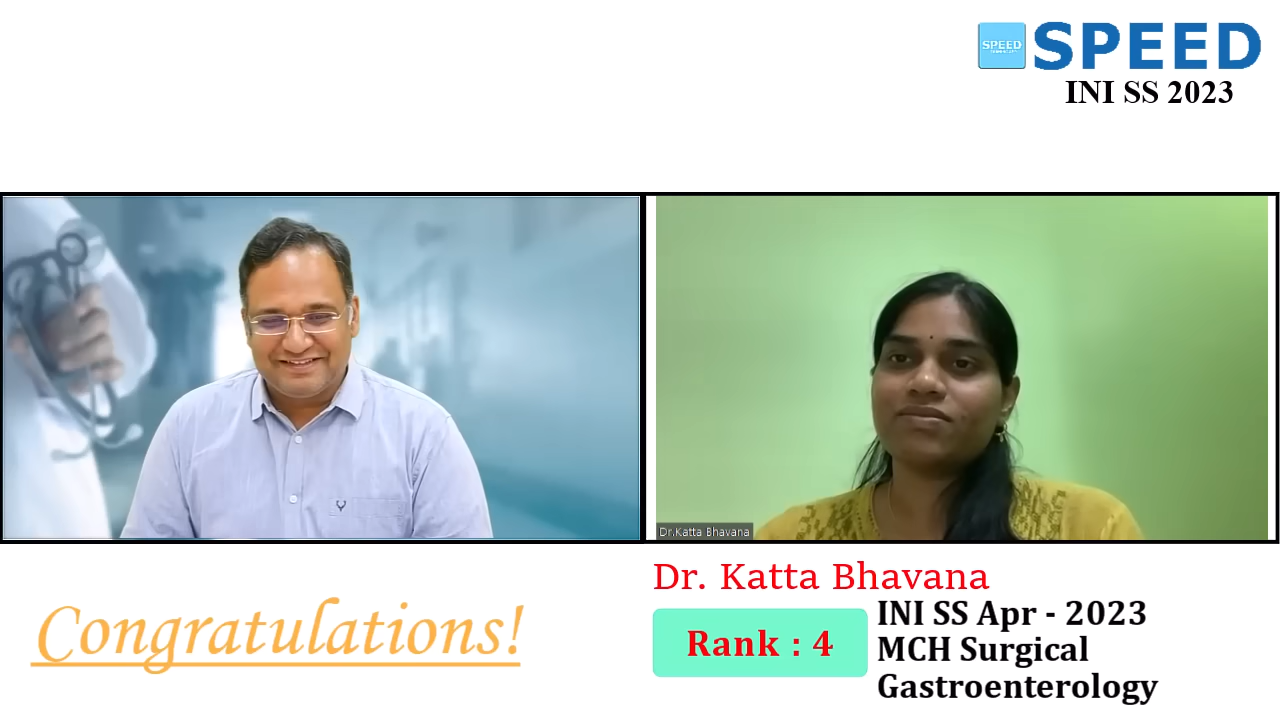 SPEED
SPEED
INI SS 2023
Dr.Katta Bhavana
Dr. Katta Bhavana
Congratulations!
Rank : 4
INI SS Apr - 2023
MCH Surgical
Gastroenterology